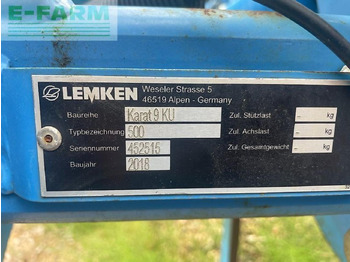 E-FARM
LEMKEN
Weseler Strasse 5
46519 Alpen - Germany
Baureihe Karat 9 KU Zul. Stützlast - kg
Typbezeichnung 500 Zul. Achslast - kg
Seriennummer 452515 Zul. Gesamtgewicht - kg
Baujahr 2018